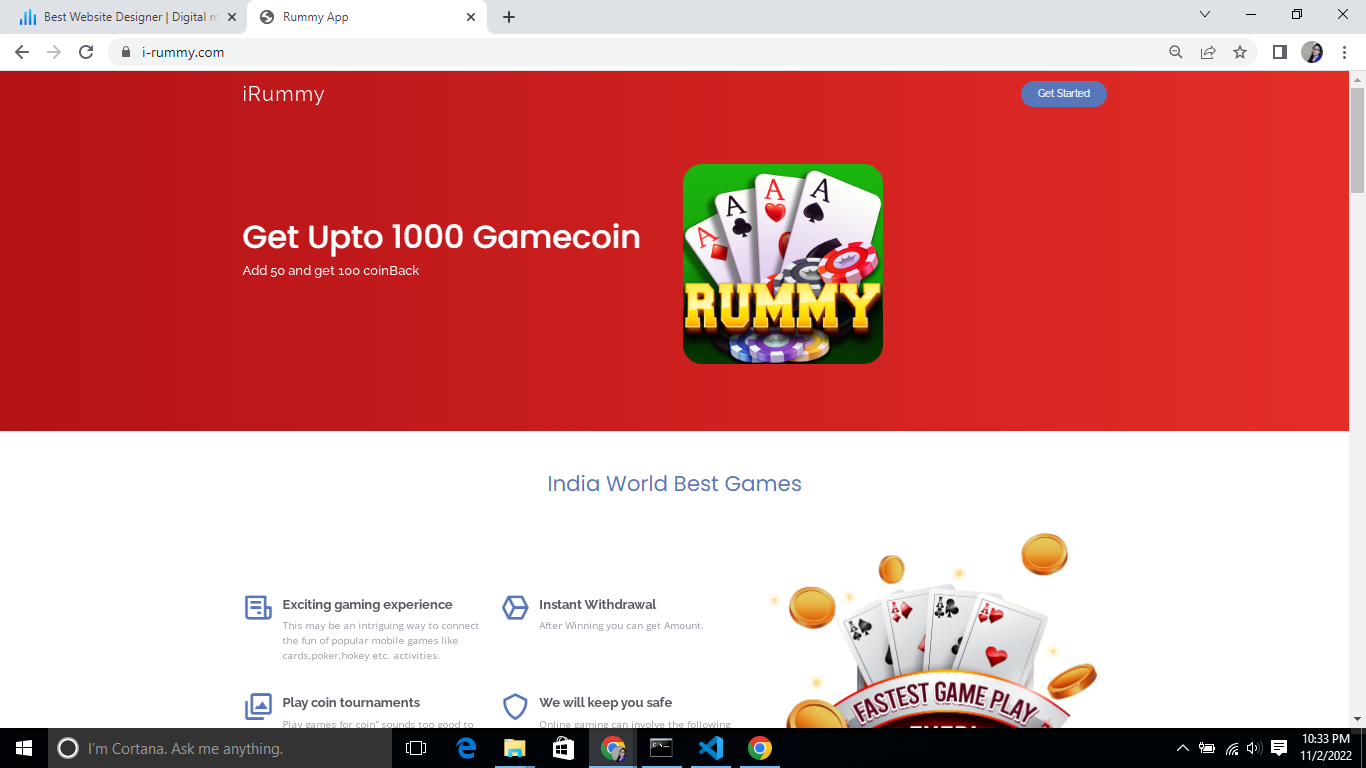 Best Website Designer | Digital m
Rummy App
i-rummy.com
iRummy
Get Started
A A A A
RUMMY
Get Upto 1000 Gamecoin
Add 50 and get 100 coinBack
India World Best Games
Exciting gaming experience
This may be an intriguing way to connect
the fun of popular mobile games like
cards,poker,hokey etc. activities.
Instant Withdrawal
After Winning you can get Amount.
Play coin tournaments
Play games for coin" sounds too good to
We will keep you safe
Online gaming can involve the following
A A A A
FASTEST GAME PLAY
I'm Cortana. Ask me anything.
10:33 PM
11/2/2022